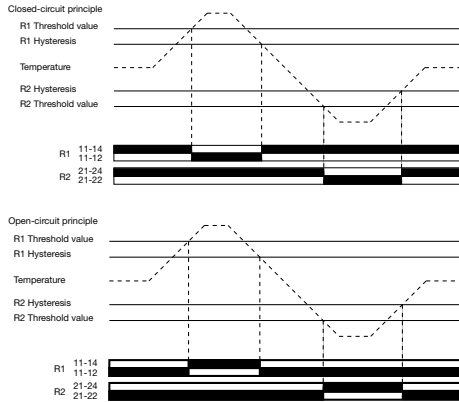 Closed-circuit principle
R1 Threshold value
R1 Hysteresis
Temperature
R2 Hysteresis
R2 Threshold value
R1 11-14
11-12
R2 21-24
21-22
Open-circuit principle
R1 Threshold value
R1 Hysteresis
Temperature
R2 Hysteresis
R2 Threshold value
R1 11-14
11-12
R2 21-24
21-22